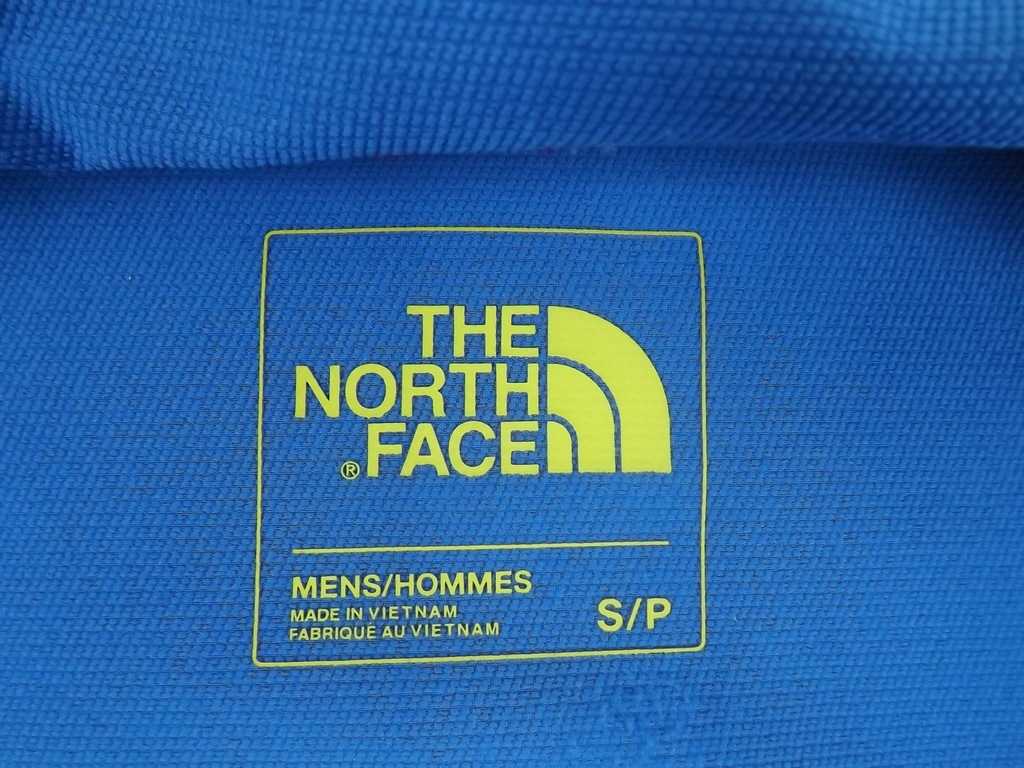 THE
NORTH
® FACE
MENS/HOMMES
MADE IN VIETNAM
FABRIQUÉ AU VIETNAM
S/P